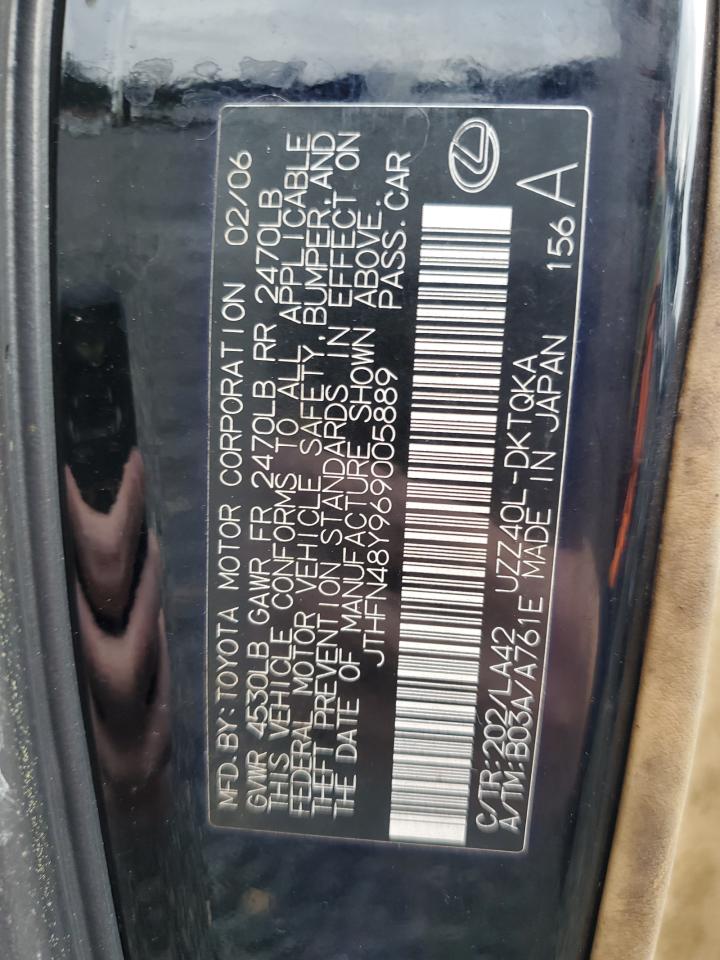 MFD. BY: TOYOTA MOTOR CORPORATION 02/06
GVWR 4530LB GAWR FR 2470LB RR 2470LB
THIS VEHICLE CONFORMS TO ALL APPLICABLE
FEDERAL MOTOR VEHICLE SAFETY, BUMPER, AND
THEFT PREVENTION STANDARDS IN EFFECT ON
THE DATE OF MANUFACTURE SHOWN ABOVE.
JTHFN48Y969005889 PASS. CAR
C/TR: 202/LA42 UZZ40L-DKTQKA 156
A/TM: B03A/A761E MADE IN JAPAN A